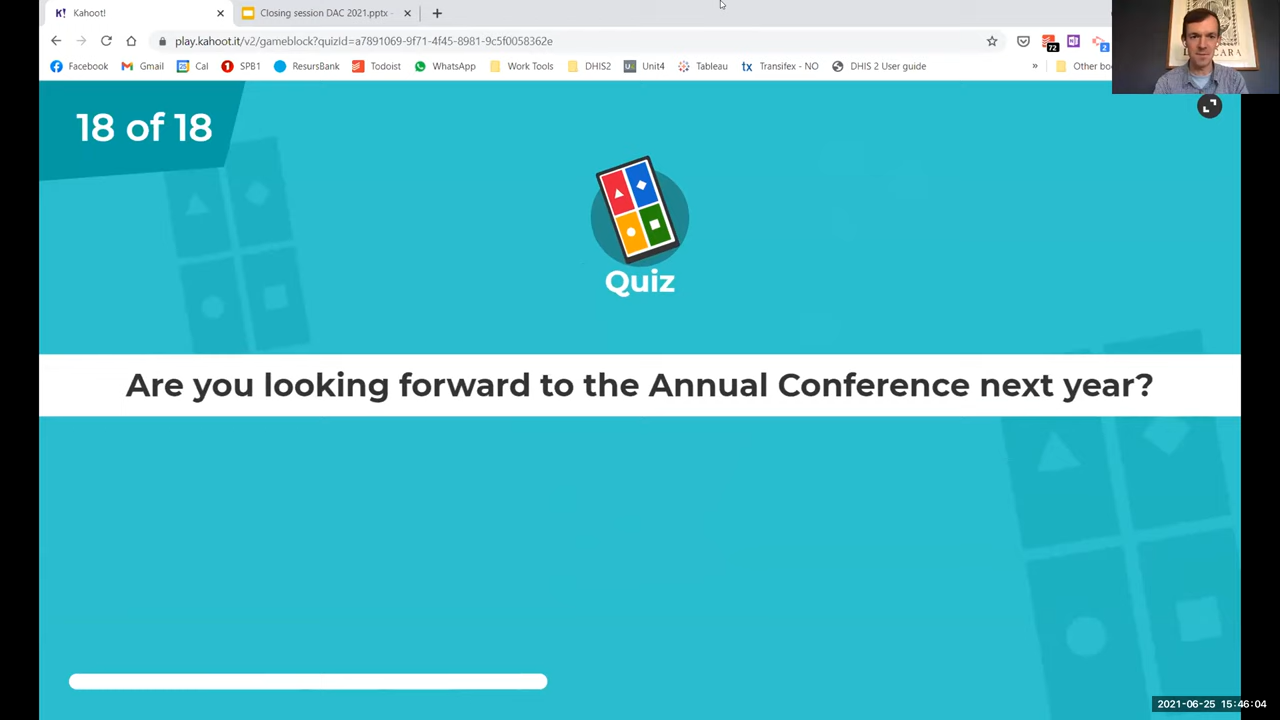 K! Kahoot!
Closing session DAC 2021.pptx -
play.kahoot.it/v2/gameblock?quizId=a7891069-9f71-4f45-8981-9c5f0058362e
72
2
Facebook
Gmail
Cal
SPB1
ResursBank
Todoist
WhatsApp
Work Tools
DHIS2
Unit4
Tableau
tx Transifex - NO
DHIS 2 User guide
»
Other bo
18 of 18
Quiz
Are you looking forward to the Annual Conference next year?
2021-06-25 15:46:04